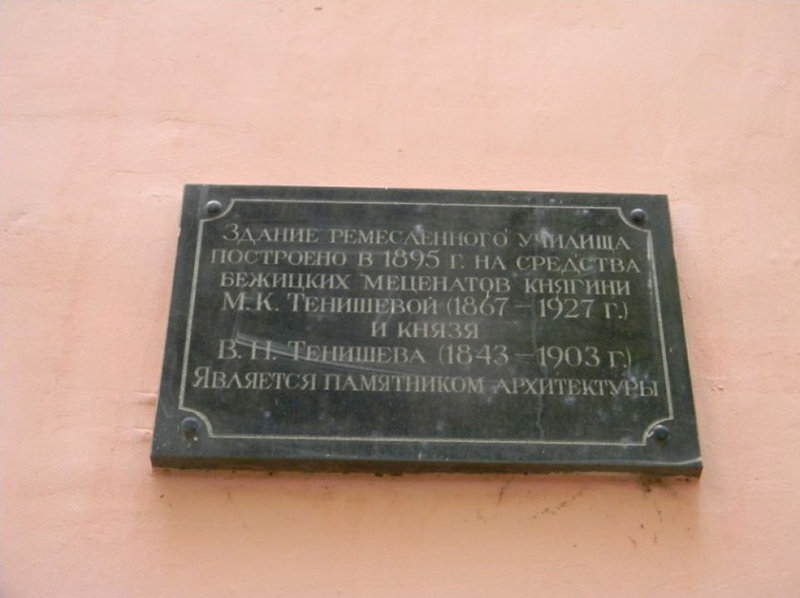 Здание ремесленного училища
построено в 1895 г. на средства
бежицких меценатов княгини
М.К. Тенишевой (1867 – 1927 г.)
и князя
В.Н. Тенишева (1843 – 1903 г.)
Является памятником архитектуры